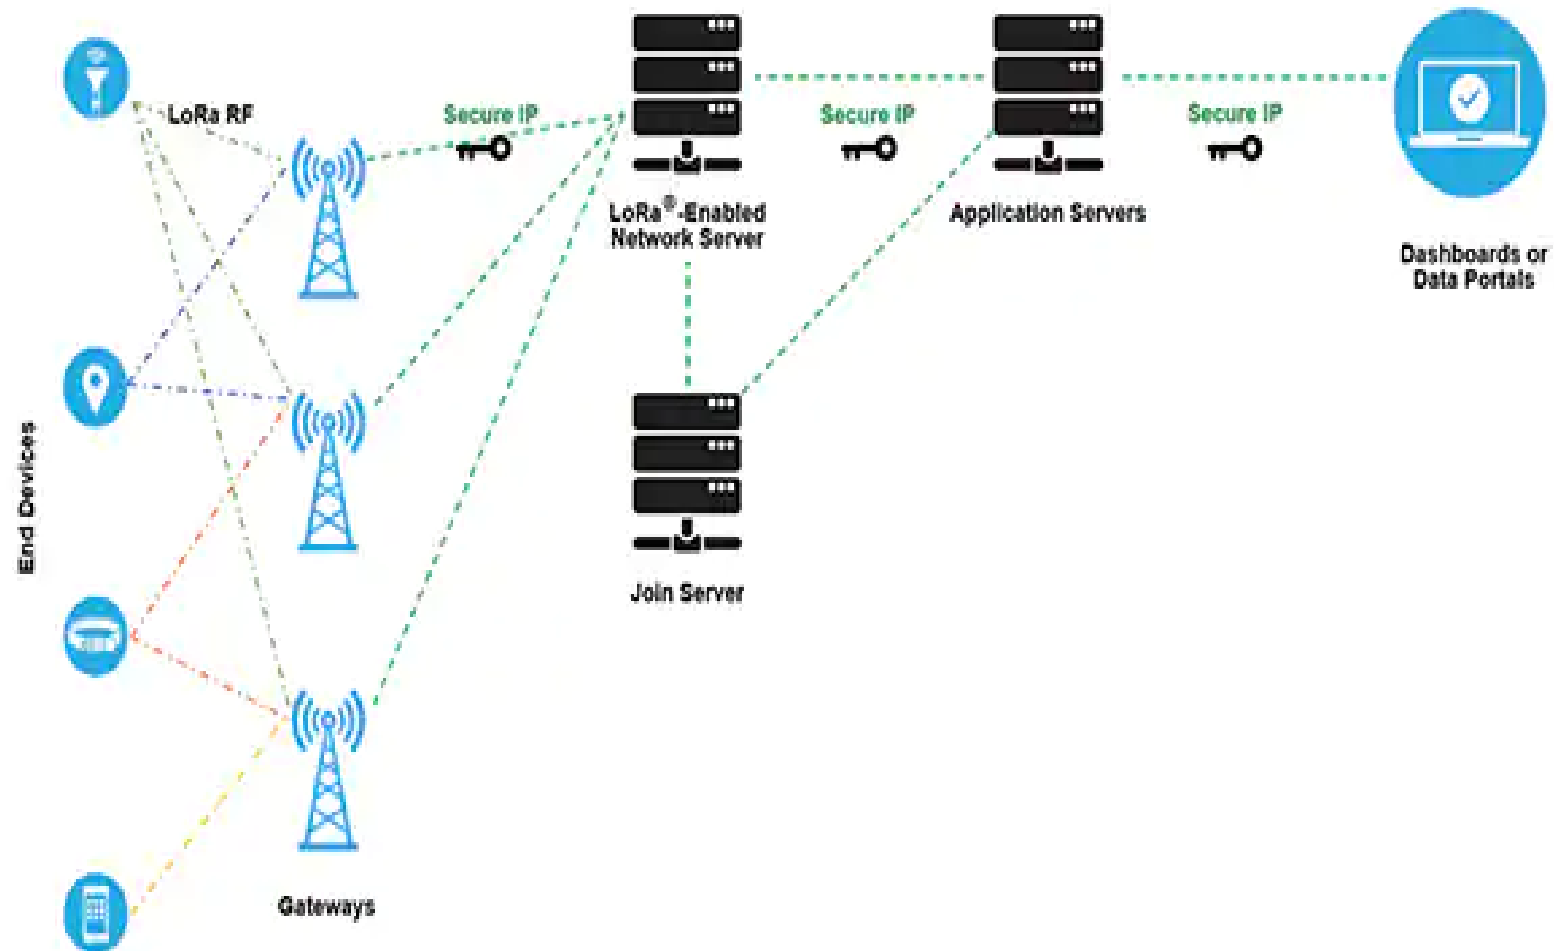 LoRa RF
Secure IP
Secure IP
Secure IP
LoRa®-Enabled
Network Server
Application Servers
Dashboards or
Data Portals
End Devices
Join Server
Gateways